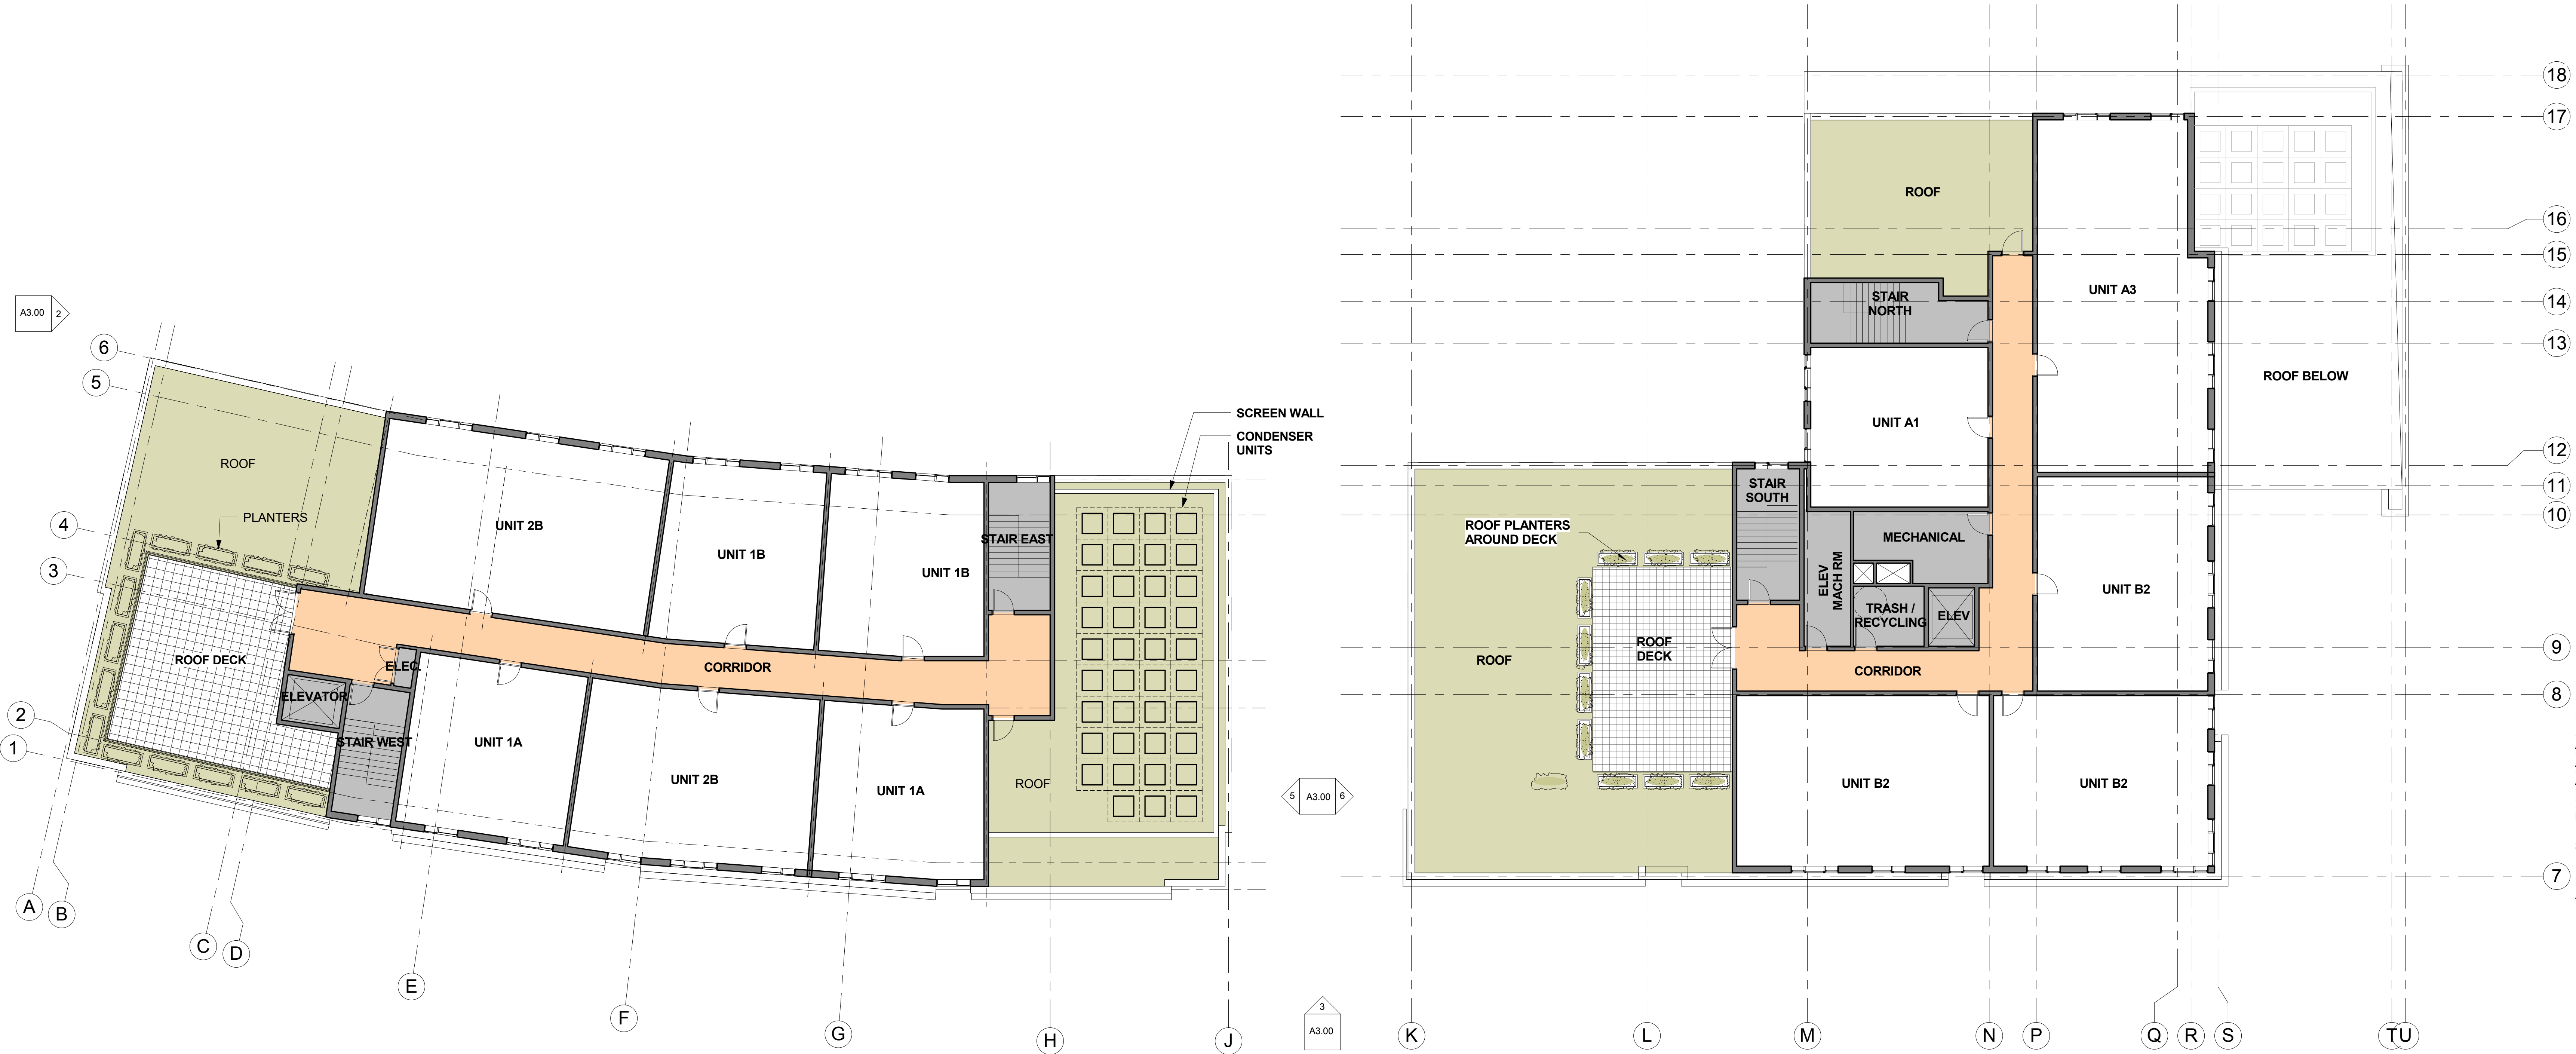 A3.00
2
6
5
4
3
2
1
ROOF
PLANTERS
ROOF DECK
ELEVATOR
ELEC.
STAIR WEST
UNIT 2B
UNIT 1B
UNIT 1B
STAIR EAST
CORRIDOR
UNIT 1A
UNIT 2B
UNIT 1A
ROOF
SCREEN WALL
CONDENSER
UNITS
A
B
C
D
E
F
G
H
J
5
A3.00
6
3
A3.00
ROOF
STAIR
NORTH
UNIT A3
UNIT A1
ROOF BELOW
STAIR
SOUTH
ROOF PLANTERS
AROUND DECK
MECHANICAL
ELEV
MACH RM
TRASH /
RECYCLING
ELEV
UNIT B2
ROOF
ROOF
DECK
CORRIDOR
UNIT B2
UNIT B2
18
17
16
15
14
13
12
11
10
9
8
7
K
L
M
N
P
Q
R
S
T
U